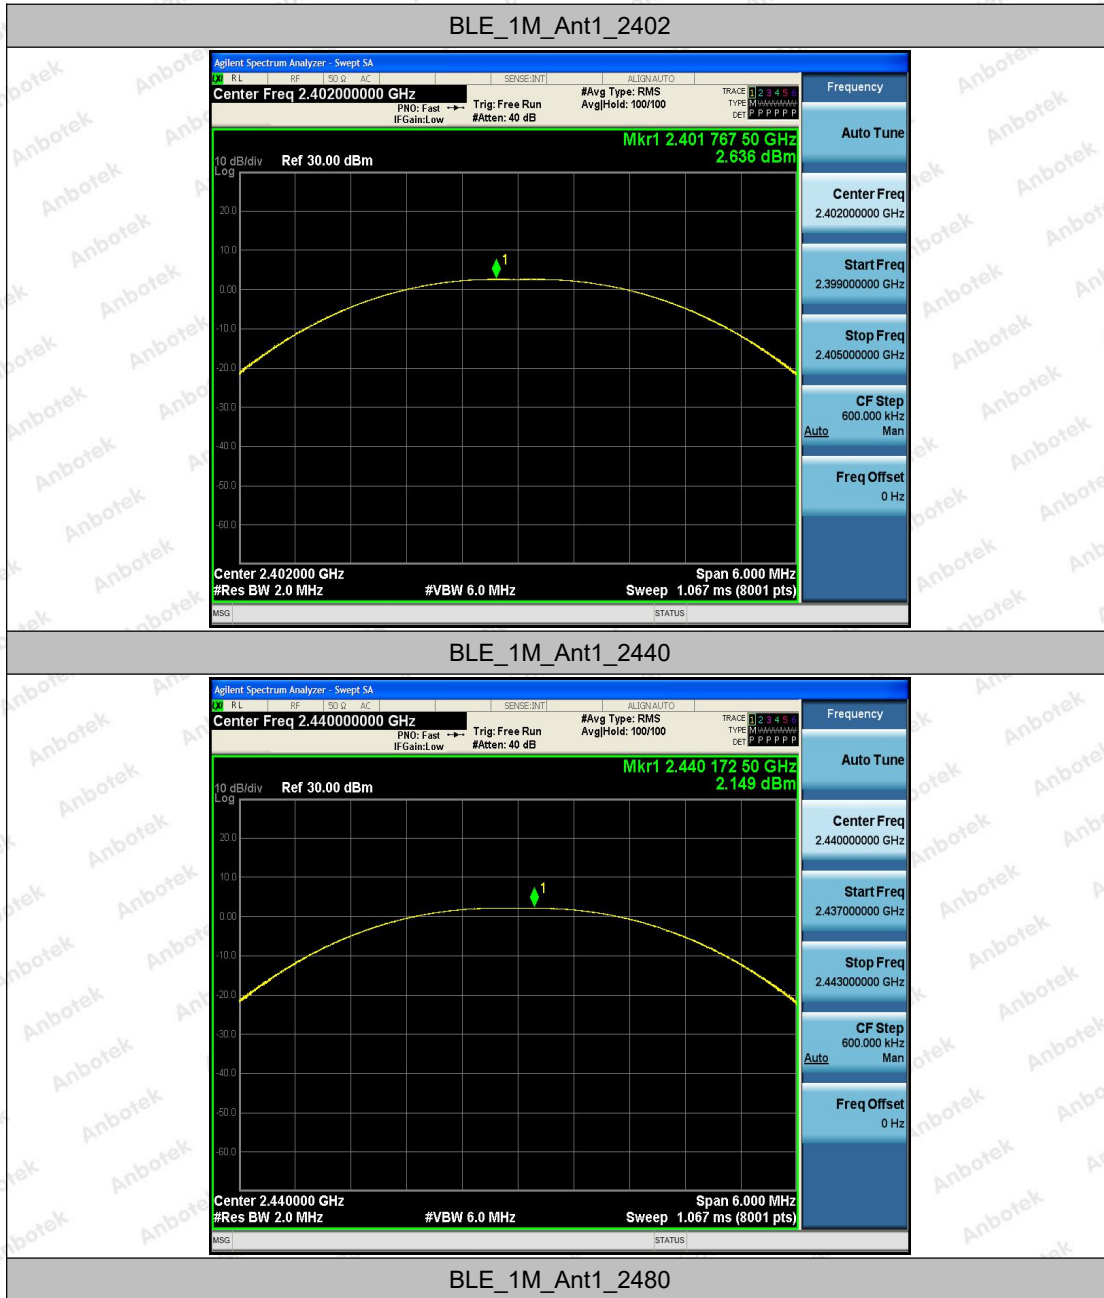 BLE_1M_Ant1_2402
Agilent Spectrum Analyzer - Swept SA
RL RF 50 Ω AC SENSE:INT ALIGN AUTO
Center Freq 2.402000000 GHz
PNO: Fast
IFGain:Low
Trig: Free Run
#Atten: 40 dB
#Avg Type: RMS
Avg|Hold: 100/100
TRACE 1 2 3 4 5 6
TYPE M
DET P P P P P P
Mkr1 2.401 767 50 GHz
2.636 dBm
10 dB/div Ref 30.00 dBm
Log
20.0
10.0
0.00
-10.0
-20.0
-30.0
-40.0
-50.0
-60.0
1
Center 2.402000 GHz Span 6.000 MHz
#Res BW 2.0 MHz #VBW 6.0 MHz Sweep 1.067 ms (8001 pts)
MSG STATUS
Frequency
Auto Tune
Center Freq
2.402000000 GHz
Start Freq
2.399000000 GHz
Stop Freq
2.405000000 GHz
CF Step
600.000 kHz
Auto Man
Freq Offset
0 Hz
BLE_1M_Ant1_2440
Agilent Spectrum Analyzer - Swept SA
RL RF 50 Ω AC SENSE:INT ALIGN AUTO
Center Freq 2.440000000 GHz
PNO: Fast
IFGain:Low
Trig: Free Run
#Atten: 40 dB
#Avg Type: RMS
Avg|Hold: 100/100
TRACE 1 2 3 4 5 6
TYPE M
DET P P P P P P
Mkr1 2.440 172 50 GHz
2.149 dBm
10 dB/div Ref 30.00 dBm
Log
20.0
10.0
0.00
-10.0
-20.0
-30.0
-40.0
-50.0
-60.0
1
Center 2.440000 GHz Span 6.000 MHz
#Res BW 2.0 MHz #VBW 6.0 MHz Sweep 1.067 ms (8001 pts)
MSG STATUS
Frequency
Auto Tune
Center Freq
2.440000000 GHz
Start Freq
2.437000000 GHz
Stop Freq
2.443000000 GHz
CF Step
600.000 kHz
Auto Man
Freq Offset
0 Hz
BLE_1M_Ant1_2480
Anbotek